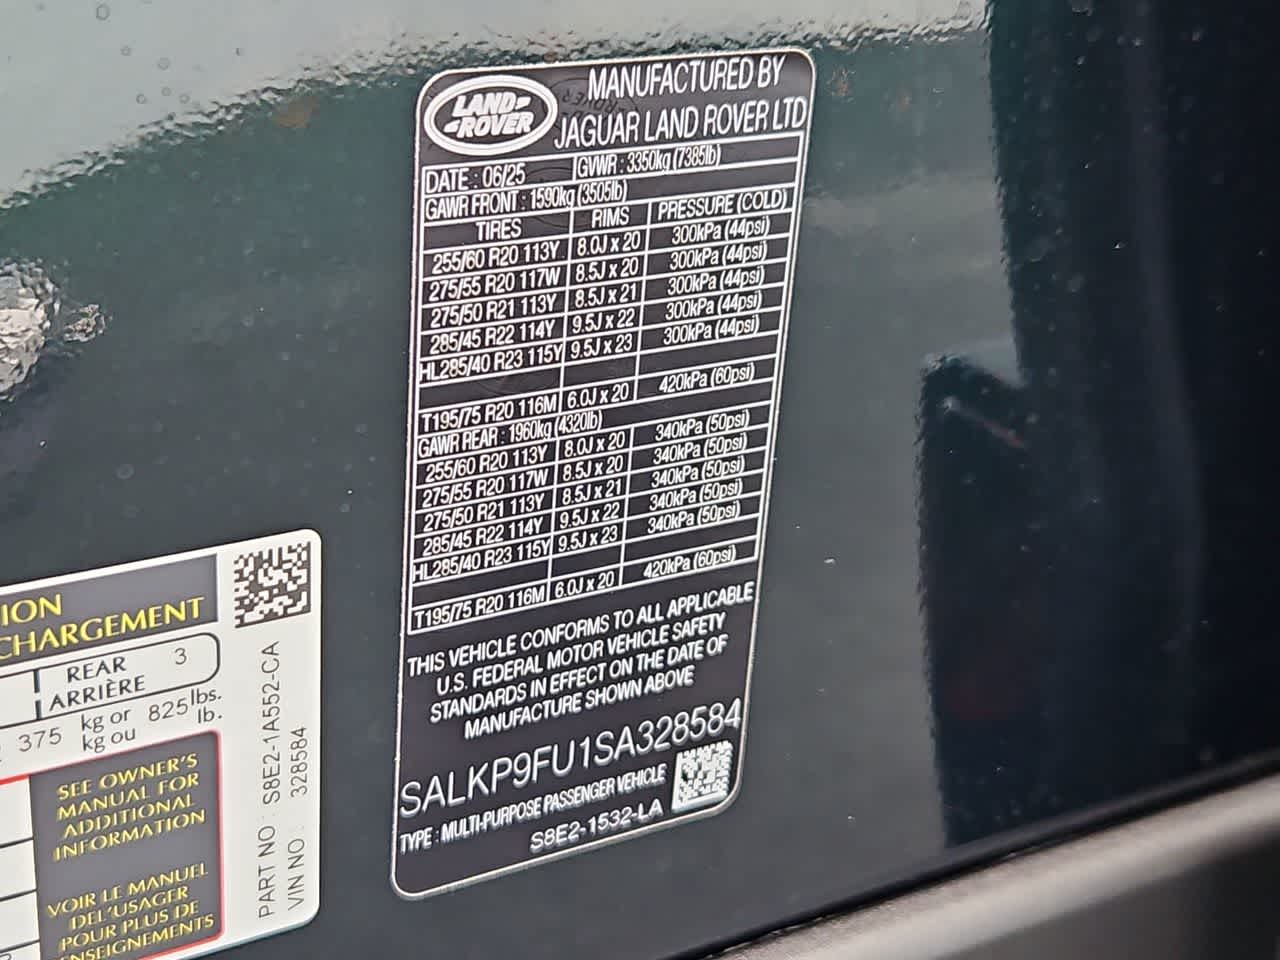 LAND-
-ROVER
MANUFACTURED BY
JAGUAR LAND ROVER LTD
DATE : 06/25 GVWR : 3350kg (7385lb)
GAWR FRONT : 1590kg (3505lb)
TIRES RIMS PRESSURE (COLD)
255/60 R20 113Y 8.0J x 20 300kPa (44psi)
275/55 R20 117W 8.5J x 20 300kPa (44psi)
275/50 R21 113Y 8.5J x 21 300kPa (44psi)
285/45 R22 114Y 9.5J x 22 300kPa (44psi)
HL285/40 R23 115Y 9.5J x 23 300kPa (44psi)
T195/75 R20 116M 6.0J x 20 420kPa (60psi)
GAWR REAR : 1960kg (4320lb)
255/60 R20 113Y 8.0J x 20 340kPa (50psi)
275/55 R20 117W 8.5J x 20 340kPa (50psi)
275/50 R21 113Y 8.5J x 21 340kPa (50psi)
285/45 R22 114Y 9.5J x 22 340kPa (50psi)
HL285/40 R23 115Y 9.5J x 23 340kPa (50psi)
T195/75 R20 116M 6.0J x 20 420kPa (60psi)
THIS VEHICLE CONFORMS TO ALL APPLICABLE
U.S. FEDERAL MOTOR VEHICLE SAFETY
STANDARDS IN EFFECT ON THE DATE OF
MANUFACTURE SHOWN ABOVE
SALKP9FU1SA328584
TYPE : MULTI-PURPOSE PASSENGER VEHICLE
S8E2-1532-LA
ION
CHARGEMENT
REAR 3
ARRIÈRE
375 kg or 825 lbs.
kg ou lb.
SEE OWNER'S
MANUAL FOR
ADDITIONAL
INFORMATION
VOIR LE MANUEL
DEL'USAGER
POUR PLUS DE
ENSEIGNEMENTS
PART NO : S8E2-1A552-CA
VIN NO : 328584